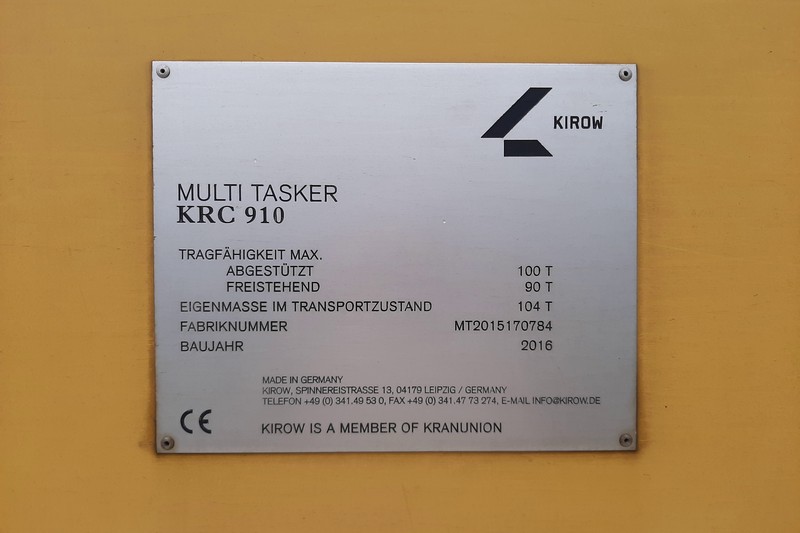 KIROW
MULTI TASKER
KRC 910
TRAGFÄHIGKEIT MAX.
ABGESTÜTZT 100 T
FREISTEHEND 90 T
EIGENMASSE IM TRANSPORTZUSTAND 104 T
FABRIKNUMMER MT2015170784
BAUJAHR 2016
MADE IN GERMANY
KIROW, SPINNEREISTRASSE 13, 04179 LEIPZIG / GERMANY
TELEFON +49 (0) 341.49 53 0, FAX +49 (0) 341.47 73 274, E-MAIL INFO@KIROW.DE
CE KIROW IS A MEMBER OF KRANUNION